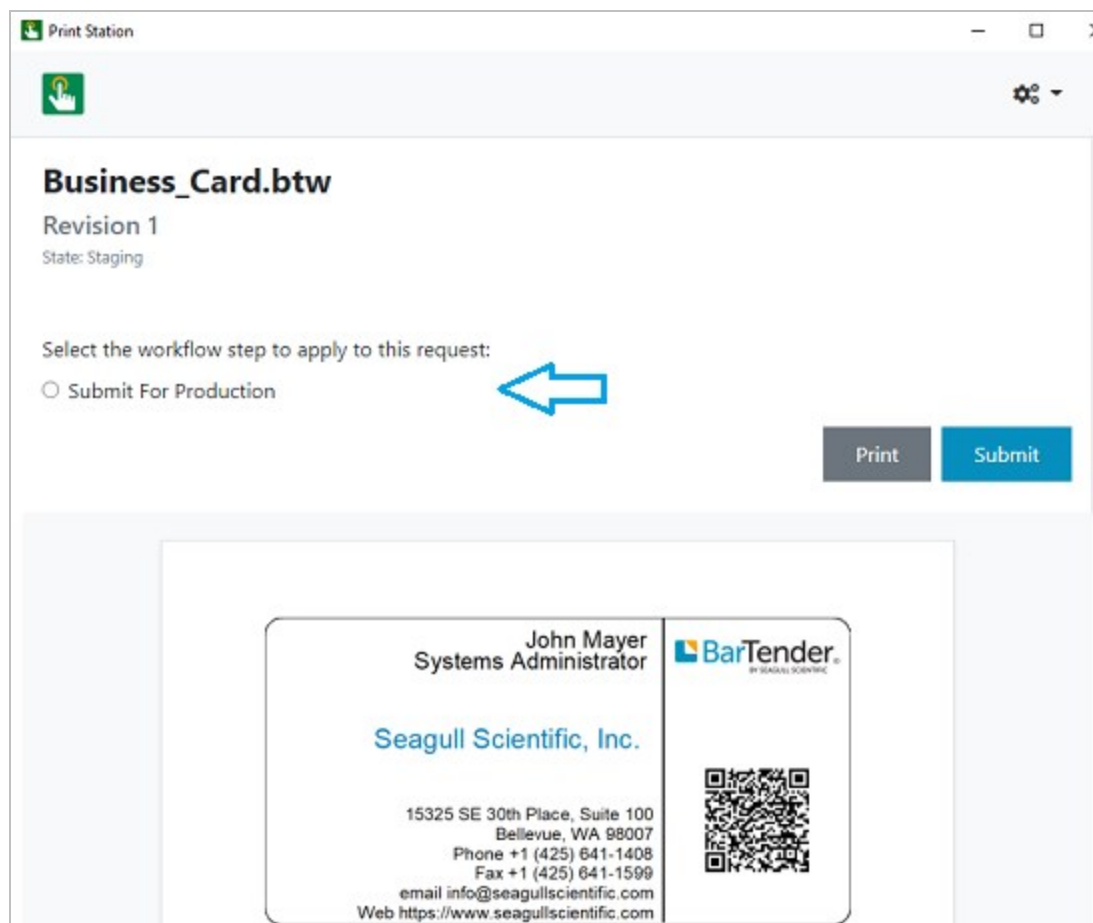 Print Station
Business_Card.btw
Revision 1
State: Staging
Select the workflow step to apply to this request:
Submit For Production
Print
Submit
John Mayer
Systems Administrator
BarTender®
BY SEAGULL SCIENTIFIC
Seagull Scientific, Inc.
15325 SE 30th Place, Suite 100
Bellevue, WA 98007
Phone +1 (425) 641-1408
Fax +1 (425) 641-1599
email info@seagullscientific.com
Web https://www.seagullscientific.com